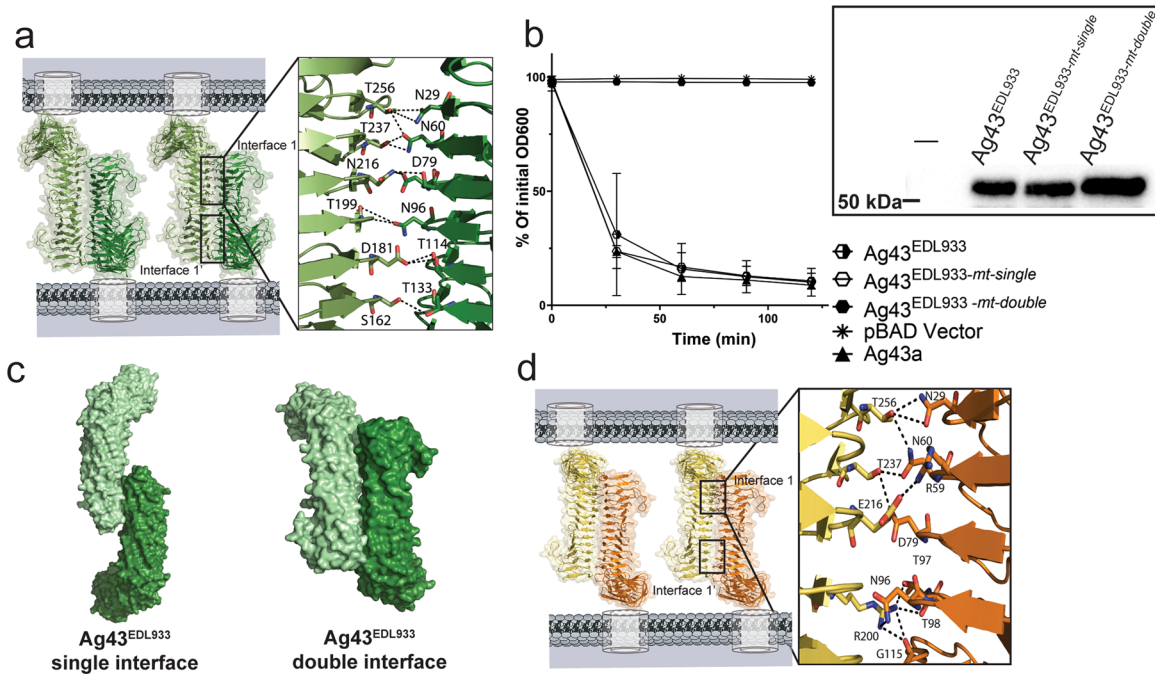 a
T256
N29
T237
N60
Interface 1
N216
D79
T199
N96
D181
T114
Interface 1'
T133
S162
b
100
50
0
% Of initial OD600
0
50
100
Time (min)
Ag43EDL933
Ag43EDL933-mt-single
Ag43EDL933-mt-double
50 kDa
Ag43EDL933
Ag43EDL933-mt-single
Ag43EDL933 -mt-double
pBAD Vector
Ag43a
c
Ag43EDL933
single interface
Ag43EDL933
double interface
d
T256
N29
N60
Interface 1
T237
R59
E216
D79
T97
N96
Interface 1'
T98
R200
G115